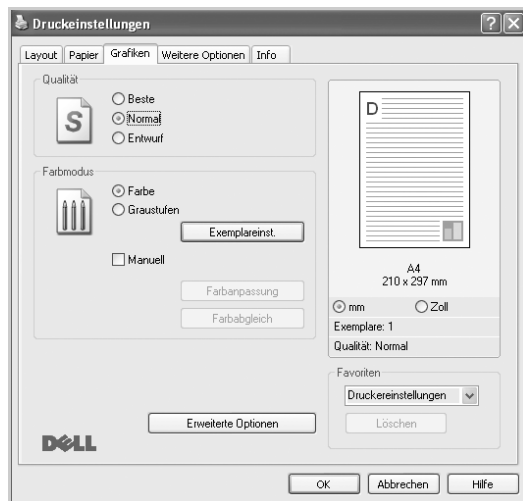 Druckeinstellungen
Layout Papier Grafiken Weitere Optionen Info
Qualität
Beste
Normal
Entwurf
S
Farbmodus
Farbe
Graustufen
Exemplareinst.
Manuell
Farbanpassung
Farbabgleich
Erweiterte Optionen
DELL
D
A4
210 x 297 mm
mm Zoll
Exemplare: 1
Qualität: Normal
Favoriten
Druckereinstellungen
Löschen
OK Abbrechen Hilfe